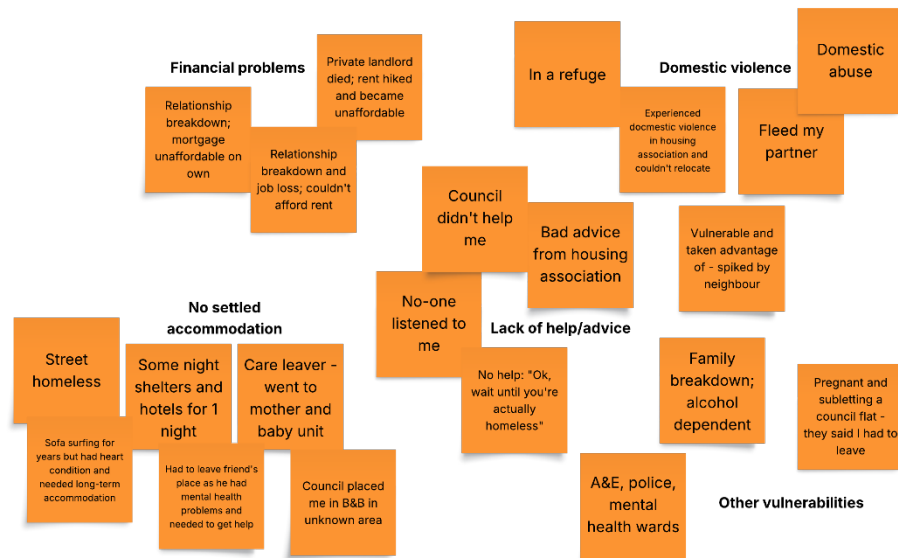 Financial problems
Private landlord
died; rent hiked
and became
unaffordable
Relationship
breakdown;
mortgage
unaffordable on
own
Relationship
breakdown and
job loss; couldn't
afford rent
In a refuge
Domestic violence
Domestic
abuse
Experienced
docmestic violence
in housing
association and
couldn't relocate
Fleed my
partner
Council
didn't help
me
Bad advice
from housing
association
Vulnerable and
taken advantage
of - spiked by
neighbour
No-one
listened to
me
Lack of help/advice
No help: "Ok,
wait until you're
actually
homeless"
No settled
accommodation
Street
homeless
Some night
shelters and
hotels for 1
night
Care leaver -
went to
mother and
baby unit
Sofa surfing for
years but had heart
condition and
needed long-term
accommodation
Had to leave friend's
place as he had
mental health
problems and
needed to get help
Council placed
me in B&B in
unknown area
Family
breakdown;
alcohol
dependent
Pregnant and
subletting a
council flat -
they said I had to
leave
A&E, police,
mental
health wards
Other vulnerabilities